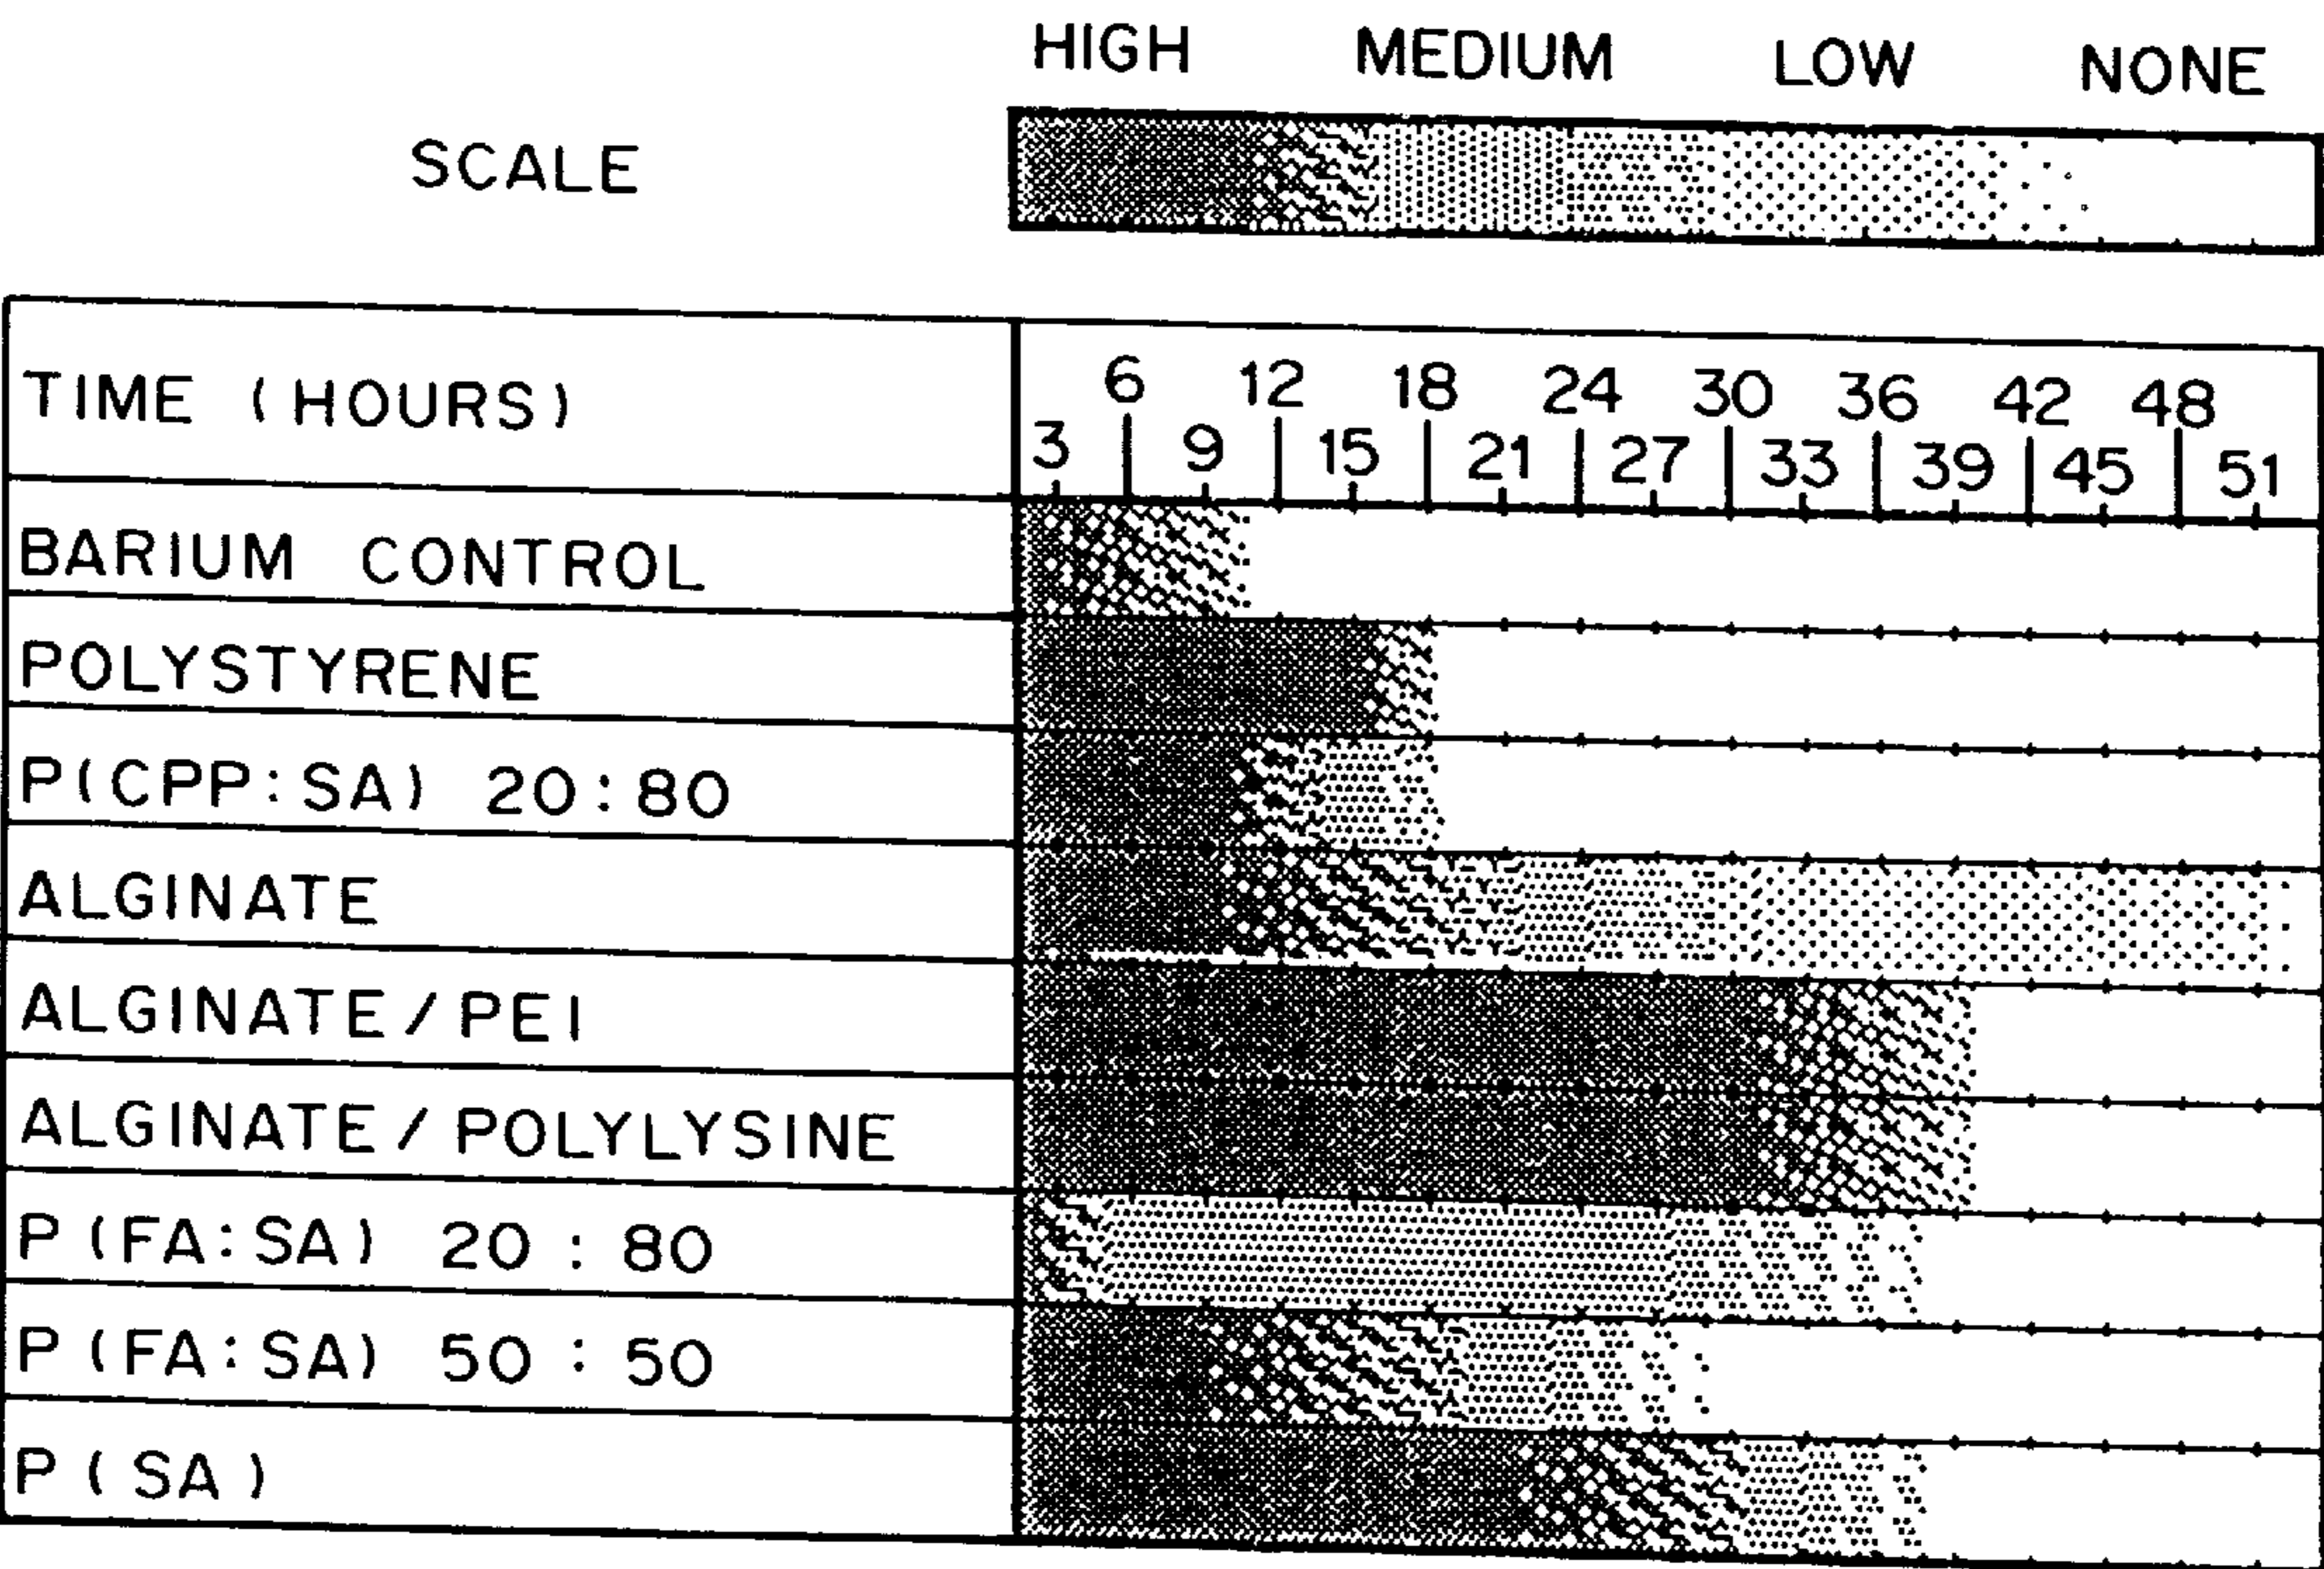 HIGH MEDIUM LOW NONE
SCALE
TIME (HOURS)
6 12 18 24 30 36 42 48
3 9 15 21 27 33 39 45 51
BARIUM CONTROL
POLYSTYRENE
P(CPP:SA) 20:80
ALGINATE
ALGINATE/PEI
ALGINATE/POLYLYSINE
P(FA:SA) 20:80
P(FA:SA) 50:50
P(SA)